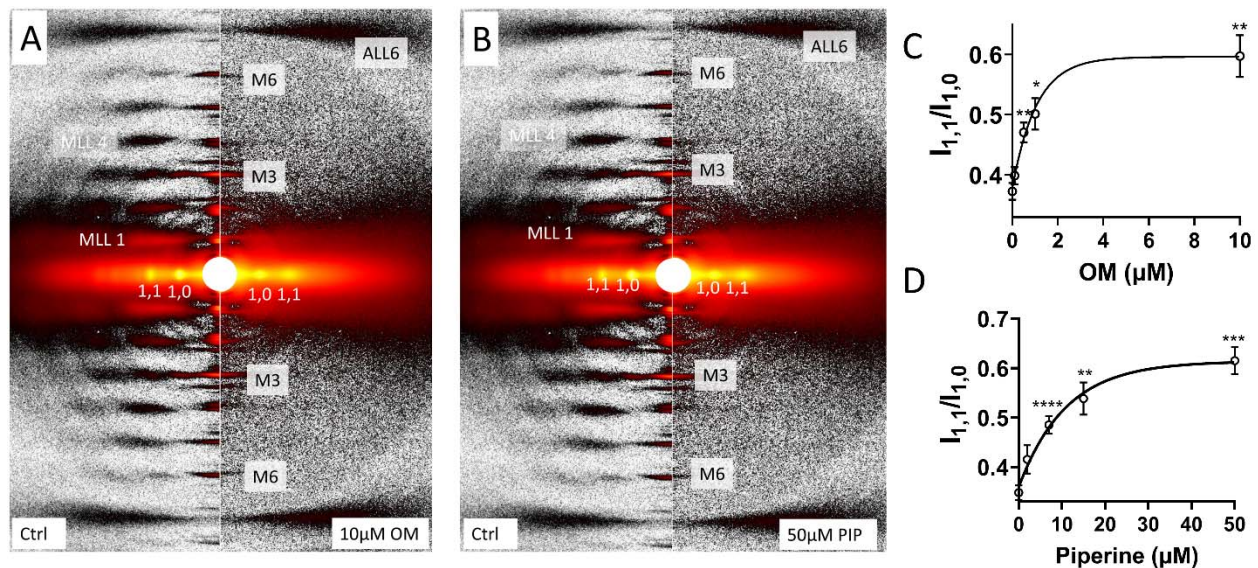 A
ALL6
M6
MLL 4
M3
MLL 1
1,1 1,0
1,0 1,1
M3
M6
Ctrl
10µM OM
B
ALL6
M6
MLL 4
M3
MLL 1
1,1 1,0
1,0 1,1
M3
M6
Ctrl
50µM PIP
C
I1,1/I1,0
0.6
0.5
0.4
**
*
**
0 2 4 6 8 10
OM (µM)
D
I1,1/I1,0
0.7
0.6
0.5
0.4
****
**
***
0 10 20 30 40 50
Piperine (µM)